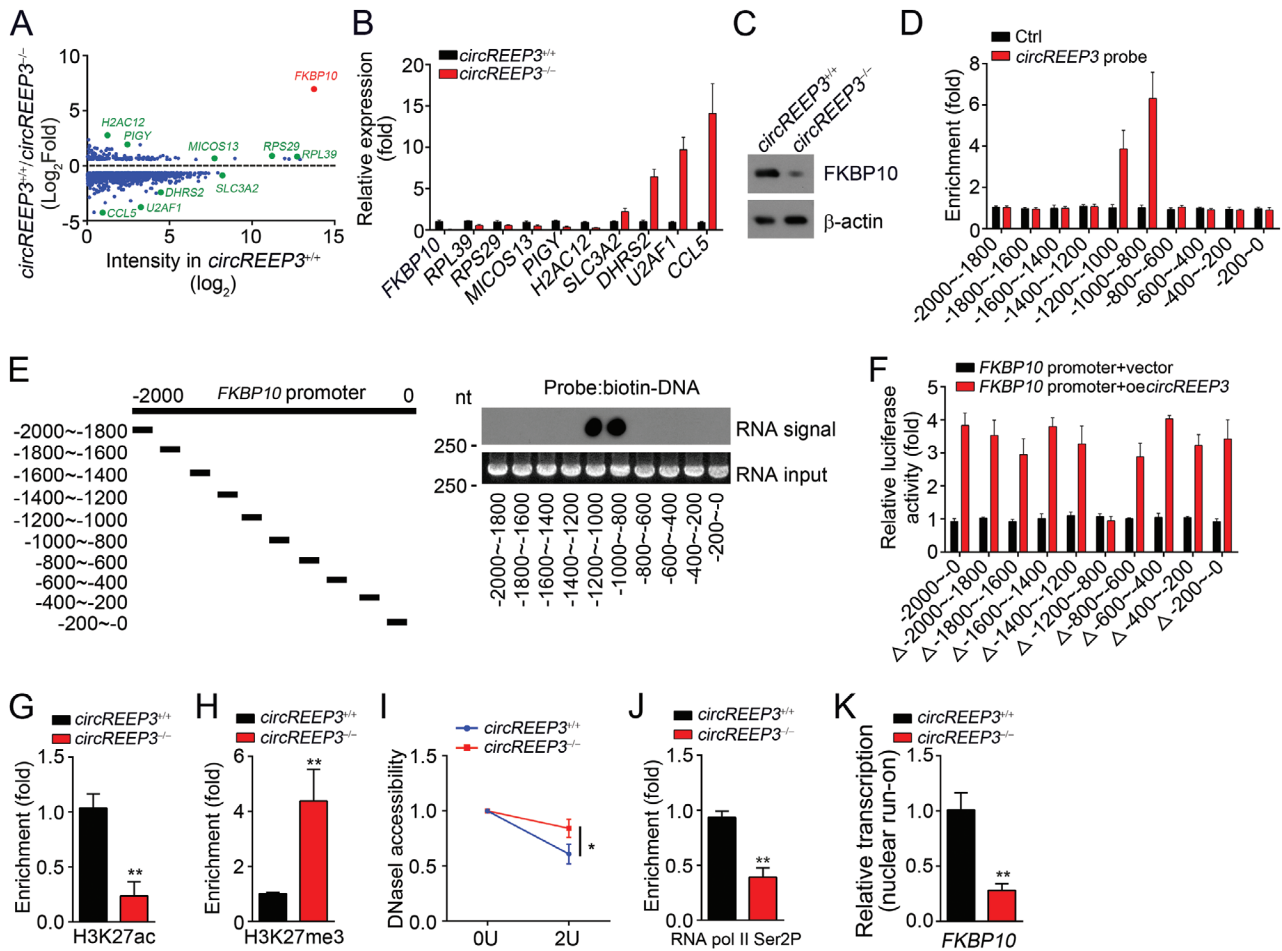 A
circREEP3+/+/circREEP3−/−
(Log2Fold)
10
5
0
-5
FKBP10
H2AC12
PIGY
MICOS13
RPS29
RPL39
SLC3A2
DHRS2
U2AF1
CCL5
0
5
10
15
Intensity in circREEP3+/+
(log2)
B
Relative expression
(fold)
20
15
10
5
0
circREEP3+/+
circREEP3−/−
FKBP10
RPL39
RPS29
MICOS13
PIGY
H2AC12
SLC3A2
DHRS2
U2AF1
CCL5
C
circREEP3+/+
circREEP3−/−
FKBP10
β-actin
D
Ctrl
circREEP3 probe
Enrichment (fold)
8
6
4
2
0
-2000~-1800
-1800~-1600
-1600~-1400
-1400~-1200
-1200~-1000
-1000~-800
-800~-600
-600~-400
-400~-200
-200~0
E
-2000
FKBP10 promoter
0
-2000~-1800
-1800~-1600
-1600~-1400
-1400~-1200
-1200~-1000
-1000~-800
-800~-600
-600~-400
-400~-200
-200~-0
Probe:biotin-DNA
nt
RNA signal
250 -
RNA input
250 -
-2000~-1800
-1800~-1600
-1600~-1400
-1400~-1200
-1200~-1000
-1000~-800
-800~-600
-600~-400
-400~-200
-200~-0
F
FKBP10 promoter+vector
FKBP10 promoter+oecircREEP3
Relative luciferase
activity (fold)
5
4
3
2
1
0
-2000~-0
△-2000~-1800
△-1800~-1600
△-1600~-1400
△-1400~-1200
△-1200~-800
△-800~-600
△-600~-400
△-400~-200
△-200~-0
G
circREEP3+/+
circREEP3−/−
Enrichment (fold)
1.5
1.0
0.5
0.0
**
H3K27ac
H
circREEP3+/+
circREEP3−/−
Enrichment (fold)
6
4
2
0
**
H3K27me3
I
circREEP3+/+
circREEP3−/−
DNaseI accessibility
1.5
1.0
0.5
0.0
*
0U
2U
J
circREEP3+/+
circREEP3−/−
Enrichment (fold)
1.5
1.0
0.5
0.0
**
RNA pol II Ser2P
K
circREEP3+/+
circREEP3−/−
Relative transcription
(nuclear run-on)
1.5
1.0
0.5
0.0
**
FKBP10